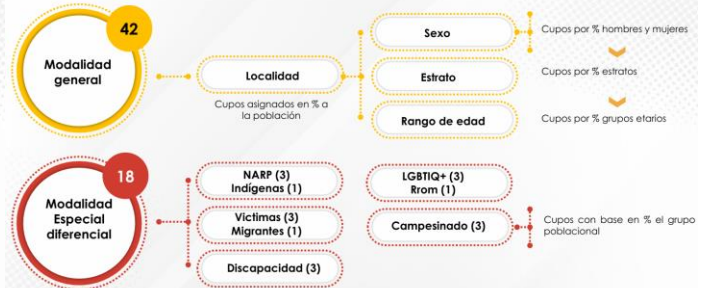 42
Modalidad
general
Localidad
Cupos asignados en % a
la población
Sexo
Cupos por % hombres y mujeres
Estrato
Cupos por % estratos
Rango de edad
Cupos por % grupos etarios
18
Modalidad
Especial
diferencial
NARP (3)
Indígenas (1)
Víctimas (3)
Migrantes (1)
Discapacidad (3)
LGBTIQ+ (3)
Rrom (1)
Campesinado (3)
Cupos con base en % el grupo
poblacional